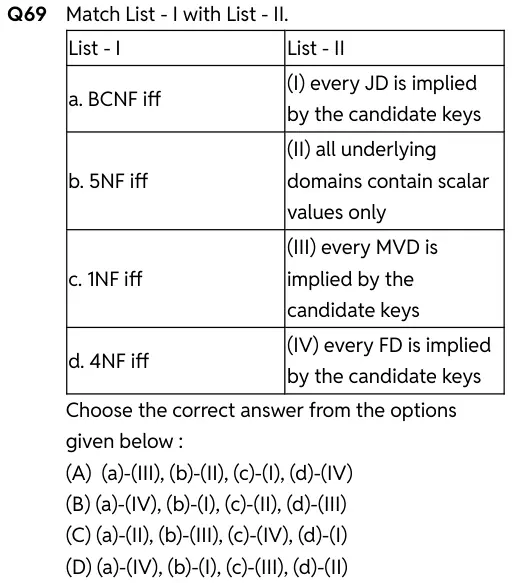 Q69 Match List - I with List - II.
List - I
List - II
a. BCNF iff
(I) every JD is implied
by the candidate keys
b. 5NF iff
(II) all underlying
domains contain scalar
values only
c. 1NF iff
(III) every MVD is
implied by the
candidate keys
d. 4NF iff
(IV) every FD is implied
by the candidate keys
Choose the correct answer from the options
given below :
(A) (a)-(III), (b)-(II), (c)-(I), (d)-(IV)
(B) (a)-(IV), (b)-(I), (c)-(II), (d)-(III)
(C) (a)-(II), (b)-(III), (c)-(IV), (d)-(I)
(D) (a)-(IV), (b)-(I), (c)-(III), (d)-(II)